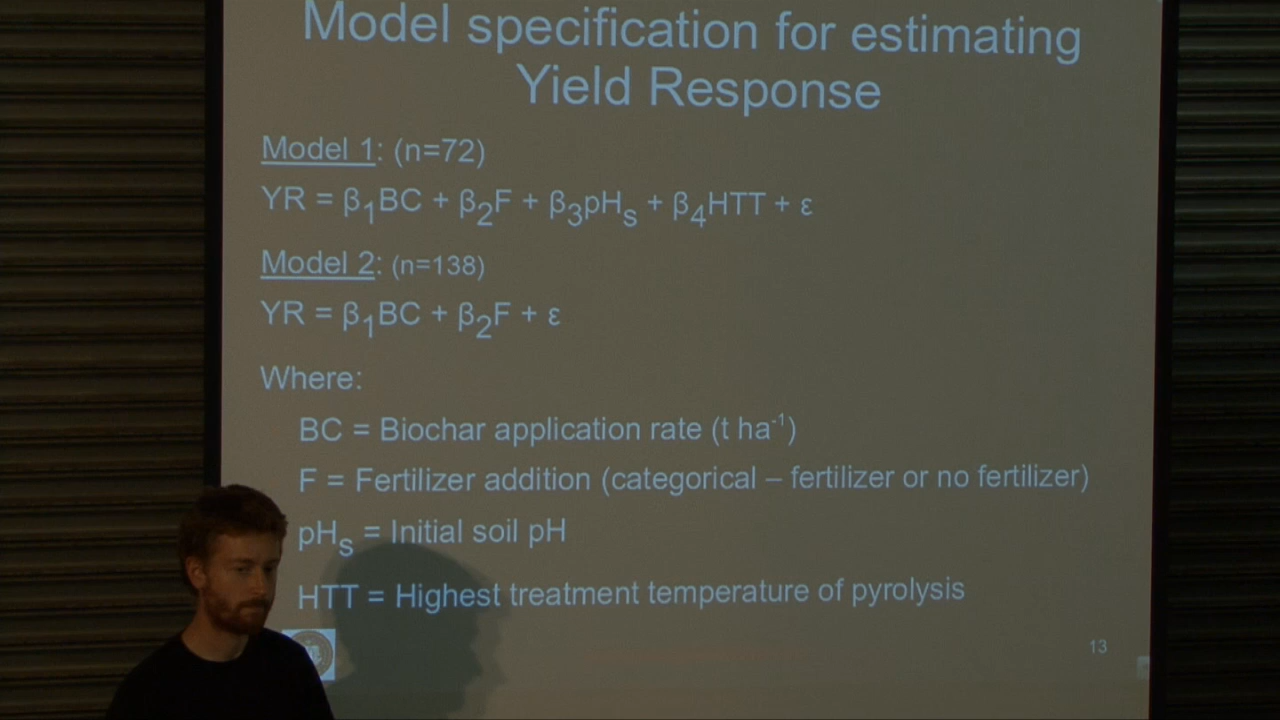 Model specification for estimating
Yield Response
Model 1: (n=72)
YR = β₁BC + β₂F + β₃pHₛ + β₄HTT + ε
Model 2: (n=138)
YR = β₁BC + β₂F + ε
Where:
BC = Biochar application rate (t ha⁻¹)
F = Fertilizer addition (categorical – fertilizer or no fertilizer)
pHₛ = Initial soil pH
HTT = Highest treatment temperature of pyrolysis
13